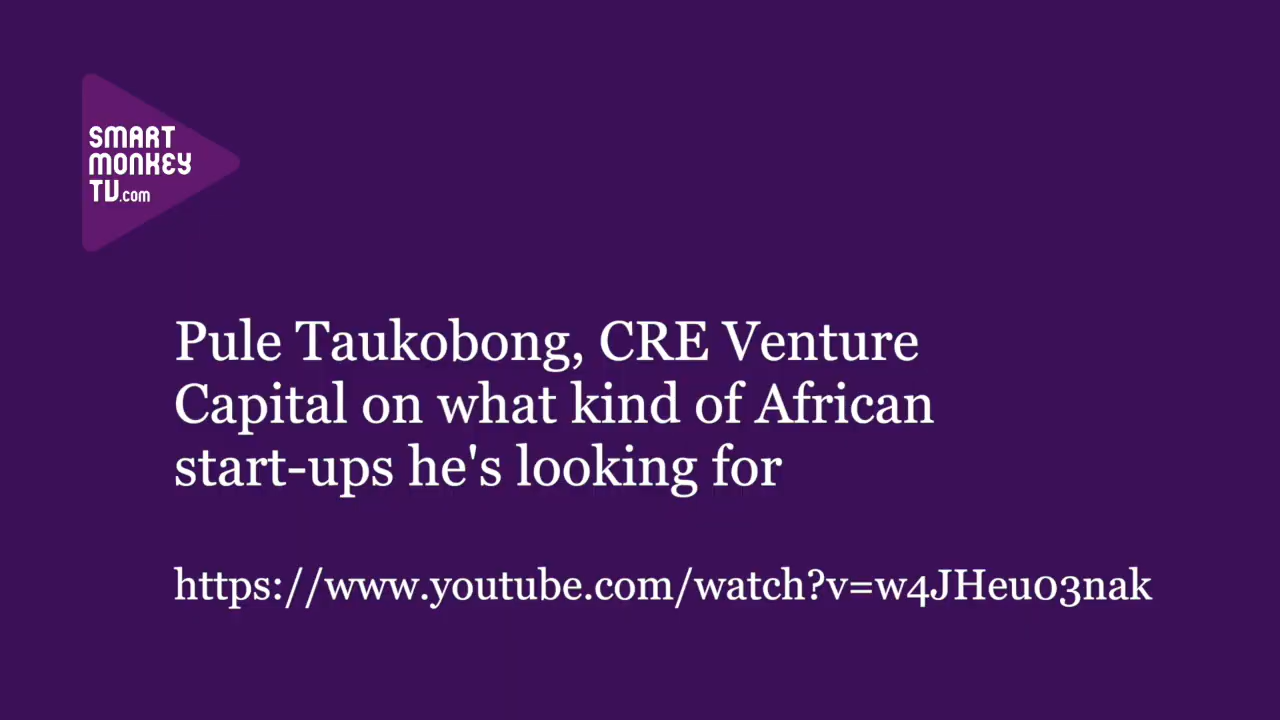 SMART
MONKEY
TV.com
Pule Taukobong, CRE Venture
Capital on what kind of African
start-ups he's looking for
https://www.youtube.com/watch?v=w4JHeu03nak